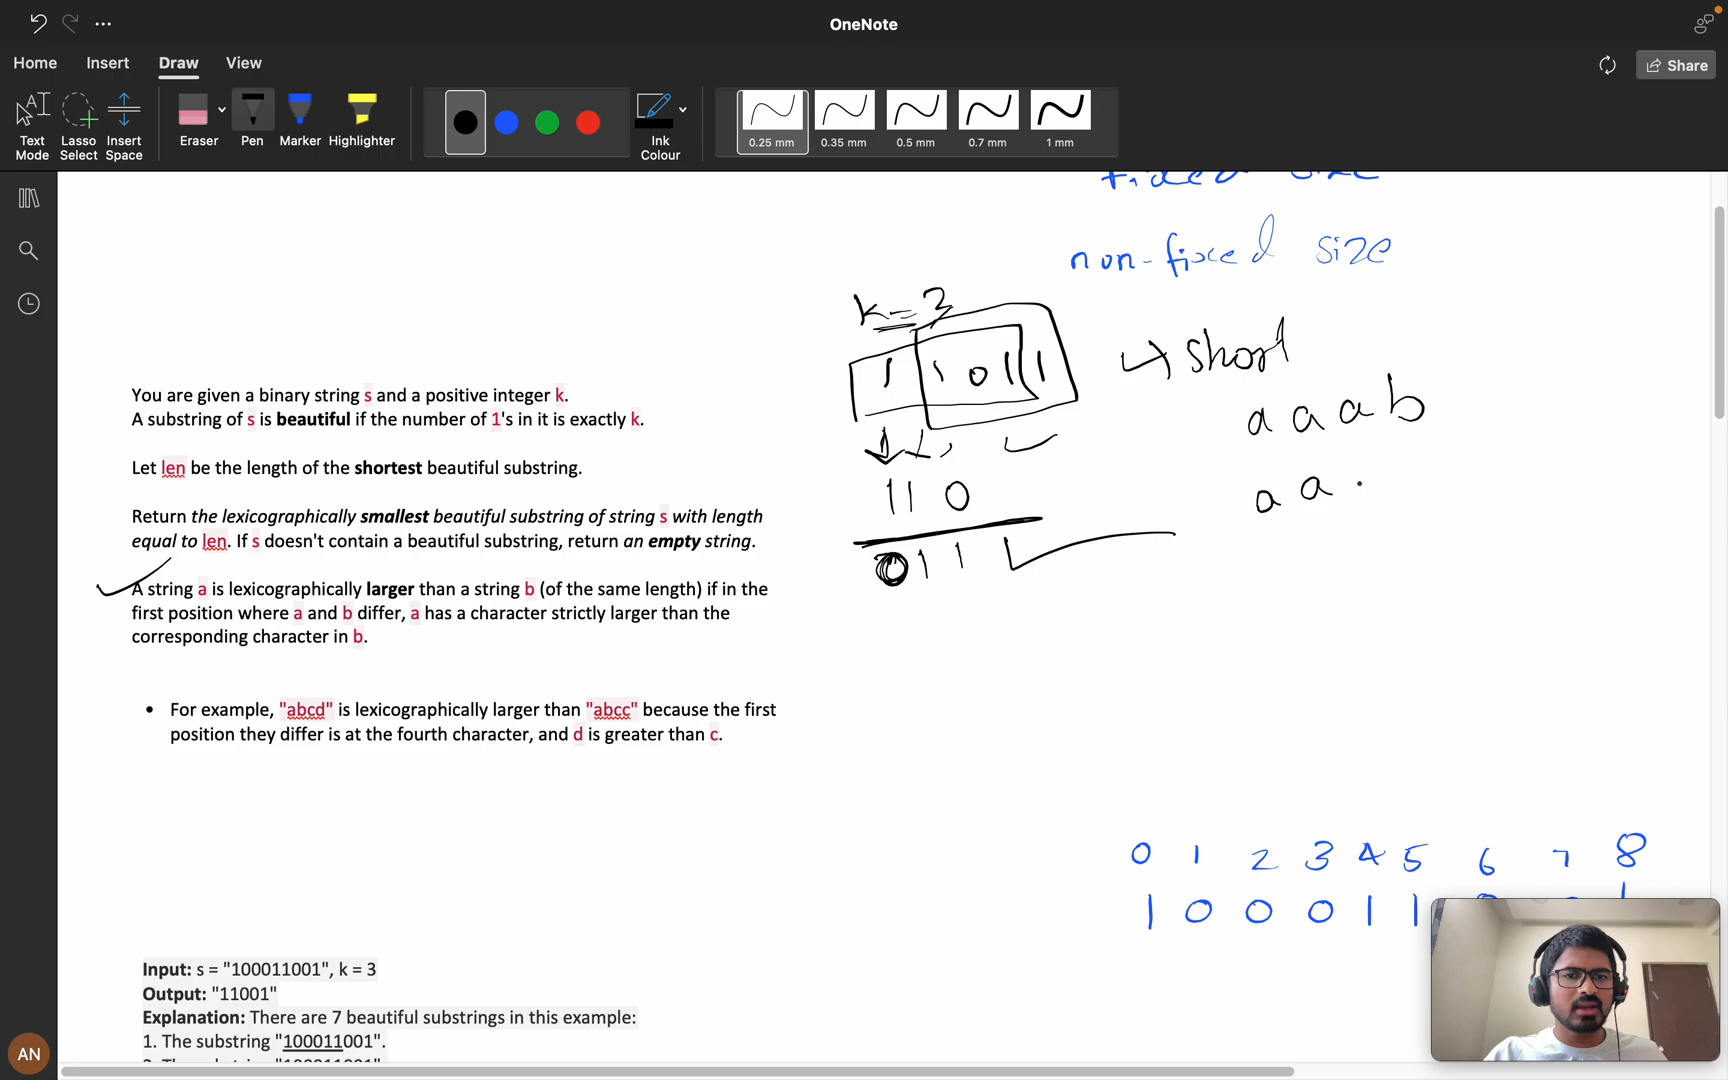 OneNote
Home Insert Draw View
Share
Text Mode
Lasso Select
Insert Space
Eraser
Pen
Marker
Highlighter
Ink Colour
0.25 mm
0.35 mm
0.5 mm
0.7 mm
1 mm
fixed size
non-fixed size
k=
1 1 0 1 1
short
a a a b
1 1 0
a a
0 1 1
You are given a binary string s and a positive integer k.
A substring of s is beautiful if the number of 1's in it is exactly k.
Let len be the length of the shortest beautiful substring.
Return the lexicographically smallest beautiful substring of string s with length
equal to len. If s doesn't contain a beautiful substring, return an empty string.
A string a is lexicographically larger than a string b (of the same length) if in the
first position where a and b differ, a has a character strictly larger than the
corresponding character in b.
• For example, "abcd" is lexicographically larger than "abcc" because the first
position they differ is at the fourth character, and d is greater than c.
0 1 2 3 4 5 6 7 8
1 0 0 0 1 1
Input: s = "100011001", k = 3
Output: "11001"
Explanation: There are 7 beautiful substrings in this example:
1. The substring "100011001".
AN